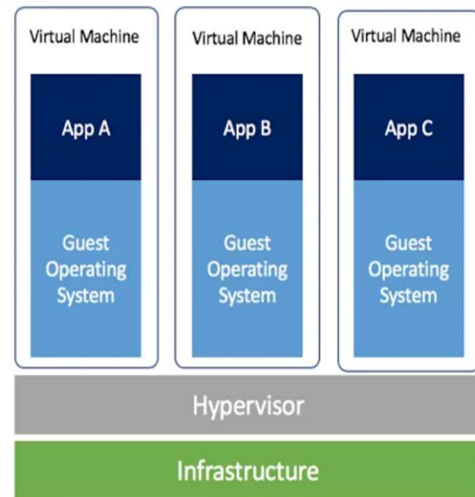 Virtual Machine
App A
Guest
Operating
System
Virtual Machine
App B
Guest
Operating
System
Virtual Machine
App C
Guest
Operating
System
Hypervisor
Infrastructure